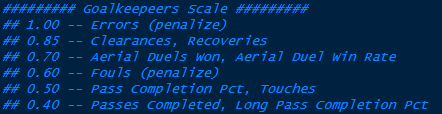 ######### Goalkeepeers Scale #########
## 1.00 -- Errors (penalize)
## 0.85 -- Clearances, Recoveries
## 0.70 -- Aerial Duels Won, Aerial Duel Win Rate
## 0.60 -- Fouls (penalize)
## 0.50 -- Pass Completion Pct, Touches
## 0.40 -- Passes Completed, Long Pass Completion Pct